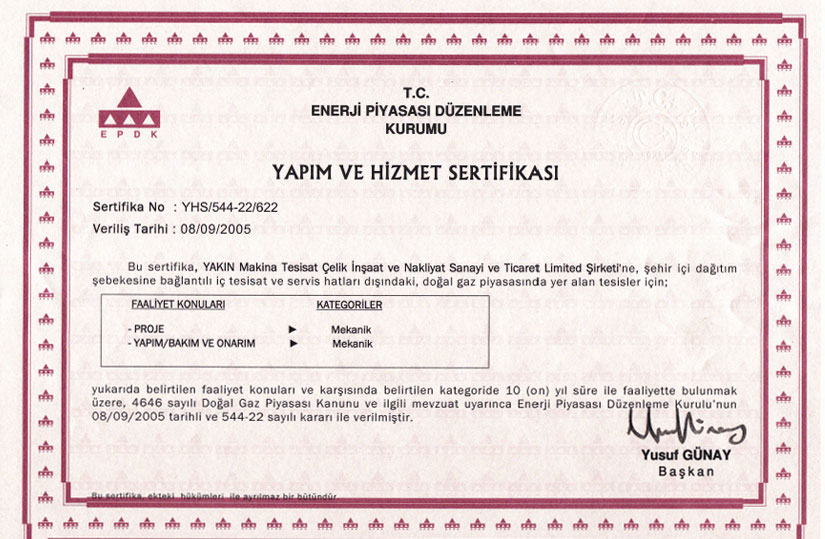 T.C.
ENERJİ PİYASASI DÜZENLEME
KURUMU
EPDK
YAPIM VE HİZMET SERTİFİKASI
Sertifika No : YHS/544-22/622
Veriliş Tarihi : 08/09/2005
Bu sertifika, YAKIN Makina Tesisat Çelik İnşaat ve Nakliyat Sanayi ve Ticaret Limited Şirketi'ne, şehir içi dağıtım
şebekesine bağlantılı iç tesisat ve servis hatları dışındaki, doğal gaz piyasasında yer alan tesisler için;
FAALİYET KONULARI KATEGORİLER
- PROJE ► Mekanik
- YAPIM/BAKIM VE ONARIM ► Mekanik
yukarıda belirtilen faaliyet konuları ve karşısında belirtilen kategoride 10 (on) yıl süre ile faaliyette bulunmak
üzere, 4646 sayılı Doğal Gaz Piyasası Kanunu ve ilgili mevzuat uyarınca Enerji Piyasası Düzenleme Kurulu'nun
08/09/2005 tarihli ve 544-22 sayılı kararı ile verilmiştir.
Yusuf GÜNAY
Başkan
Bu sertifika, ekteki hükümleri ile ayrılmaz bir bütündür.